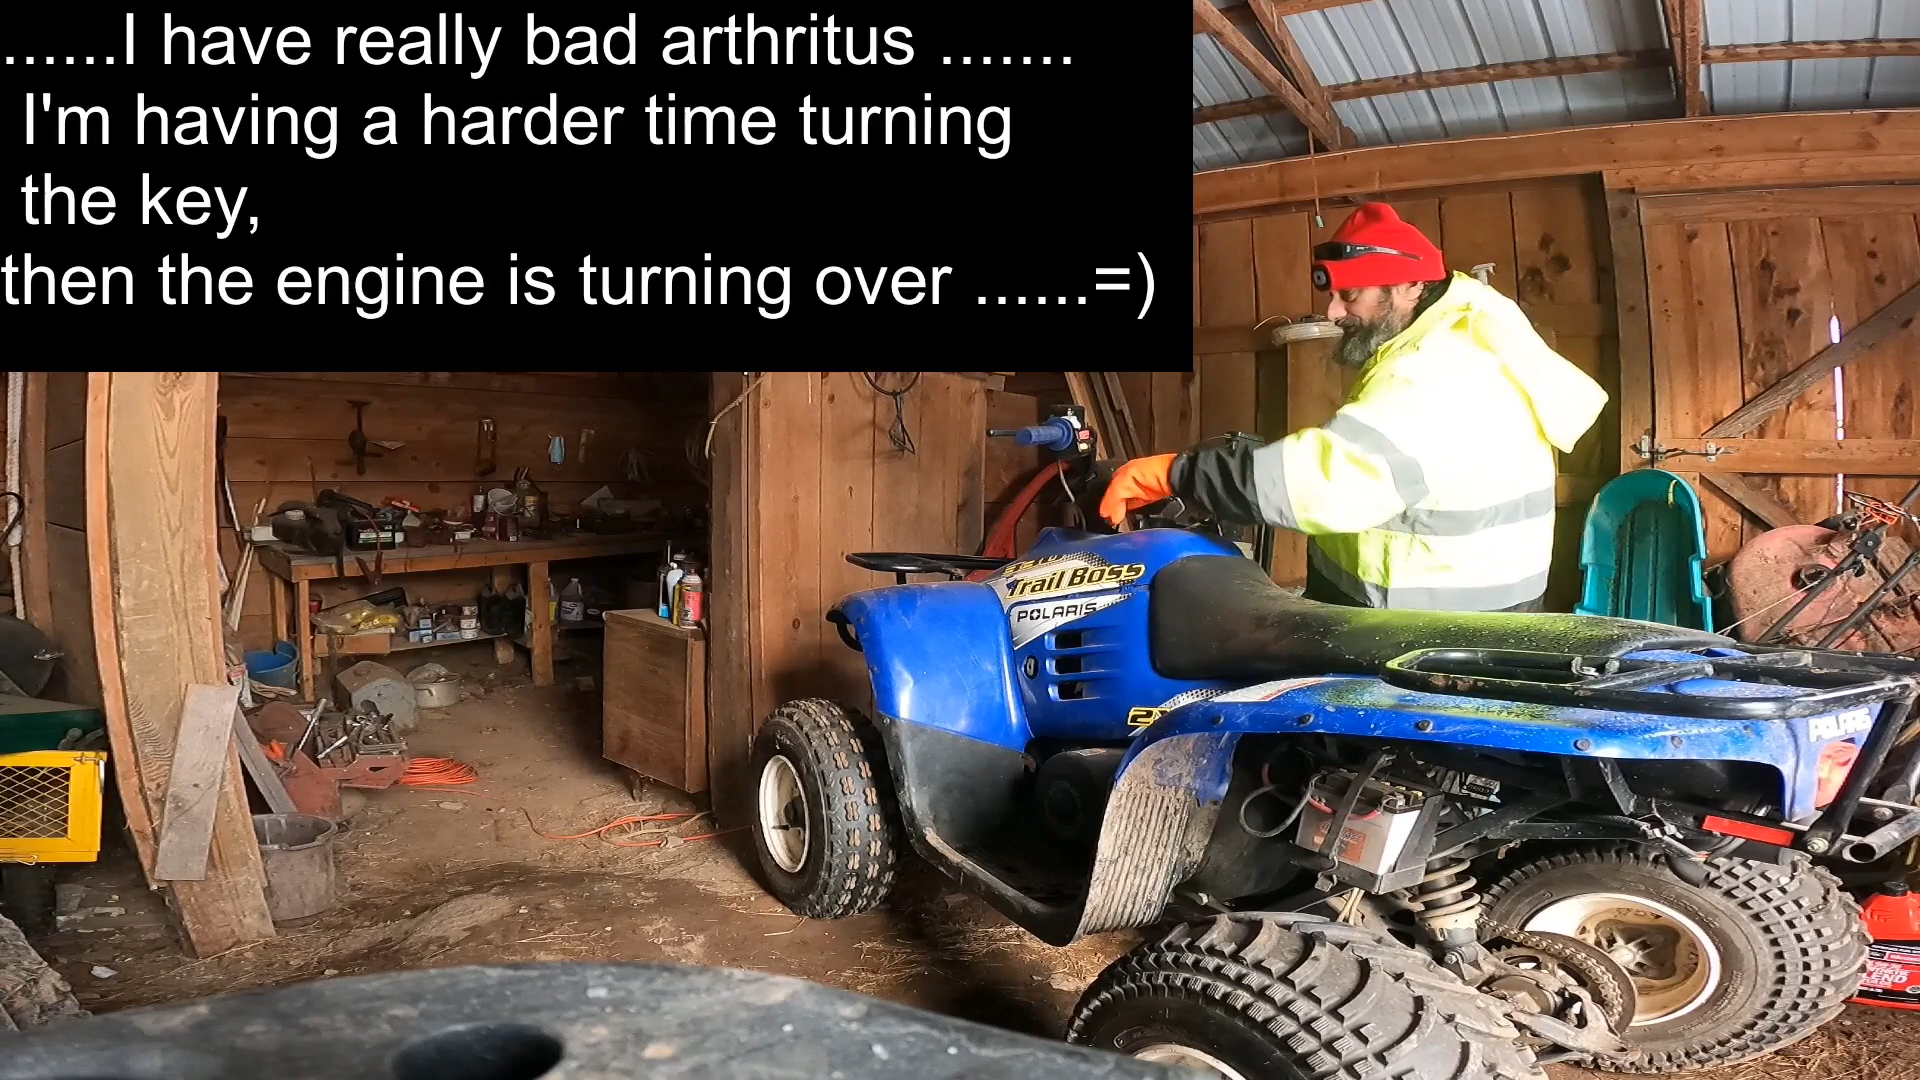 ......I have really bad arthritus .......
I'm having a harder time turning
the key,
then the engine is turning over ......=)
330
Trail Boss
POLARIS
POLARIS